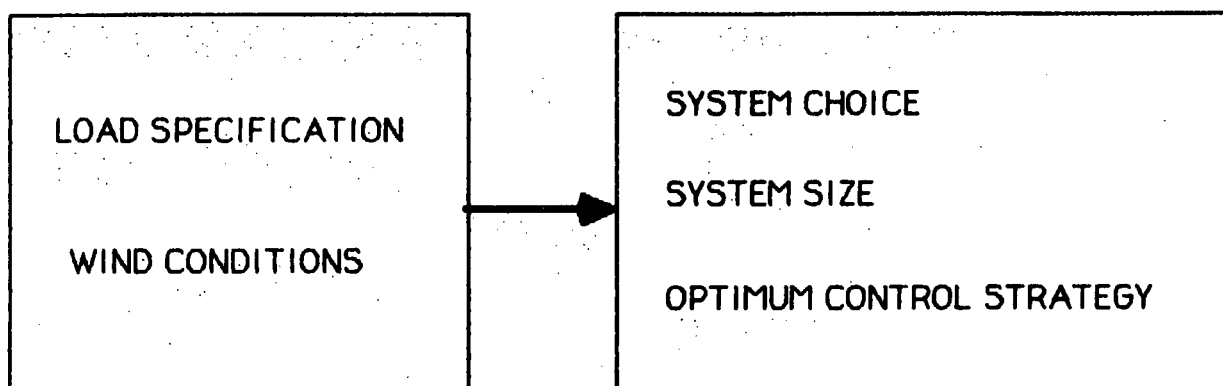 LOAD SPECIFICATION
WIND CONDITIONS
SYSTEM CHOICE
SYSTEM SIZE
OPTIMUM CONTROL STRATEGY